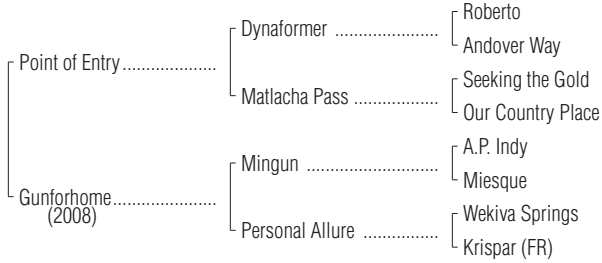 Roberto
Dynaformer ..................
Andover Way
Point of Entry................
Seeking the Gold
Matlacha Pass ...............
Our Country Place
A.P. Indy
Mingun .......................
Miesque
Gunforhome..................
(2008)
Wekiva Springs
Personal Allure ..............
Krispar (FR)